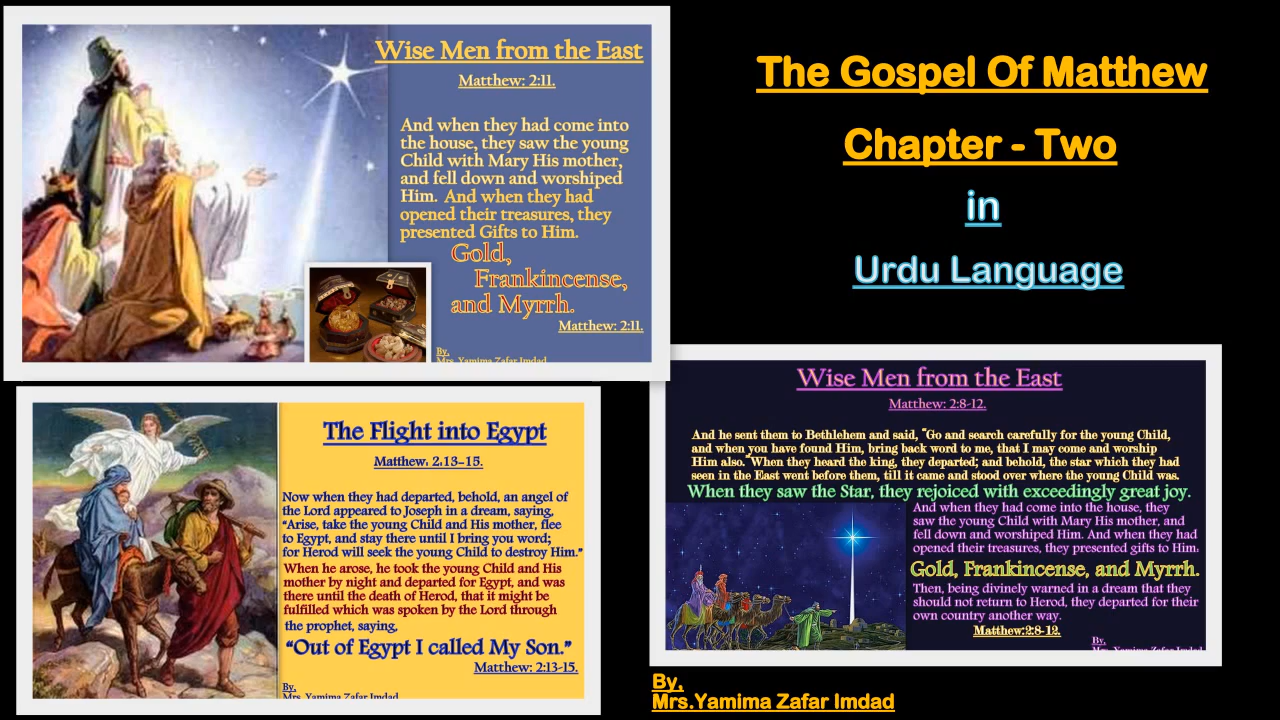 Wise Men from the East
Matthew: 2:11.
And when they had come into
the house, they saw the young
Child with Mary His mother,
and fell down and worshiped
Him. And when they had
opened their treasures, they
presented Gifts to Him.
Gold,
Frankincense,
and Myrrh.
Matthew: 2:11.
By,
Mrs. Yamima Zafar Imdad
The Gospel Of Matthew
Chapter - Two
in
Urdu Language
The Flight into Egypt
Matthew: 2:13-15.
Now when they had departed, behold, an angel of
the Lord appeared to Joseph in a dream, saying,
“Arise, take the young Child and His mother, flee
to Egypt, and stay there until I bring you word;
for Herod will seek the young Child to destroy Him.”
When he arose, he took the young Child and His
mother by night and departed for Egypt, and was
there until the death of Herod, that it might be
fulfilled which was spoken by the Lord through
the prophet, saying,
“Out of Egypt I called My Son.”
Matthew: 2:13-15.
By,
Mrs. Yamima Zafar Imdad
Wise Men from the East
Matthew: 2:8-12.
And he sent them to Bethlehem and said, “Go and search carefully for the young Child,
and when you have found Him, bring back word to me, that I may come and worship
Him also.”When they heard the king, they departed; and behold, the star which they had
seen in the East went before them, till it came and stood over where the young Child was.
When they saw the Star, they rejoiced with exceedingly great joy.
And when they had come into the house, they
saw the young Child with Mary His mother, and
fell down and worshiped Him. And when they had
opened their treasures, they presented gifts to Him:
Gold, Frankincense, and Myrrh.
Then, being divinely warned in a dream that they
should not return to Herod, they departed for their
own country another way.
Matthew:2:8-12.
By,
Mrs. Yamima Zafar Imdad
By,
Mrs.Yamima Zafar Imdad